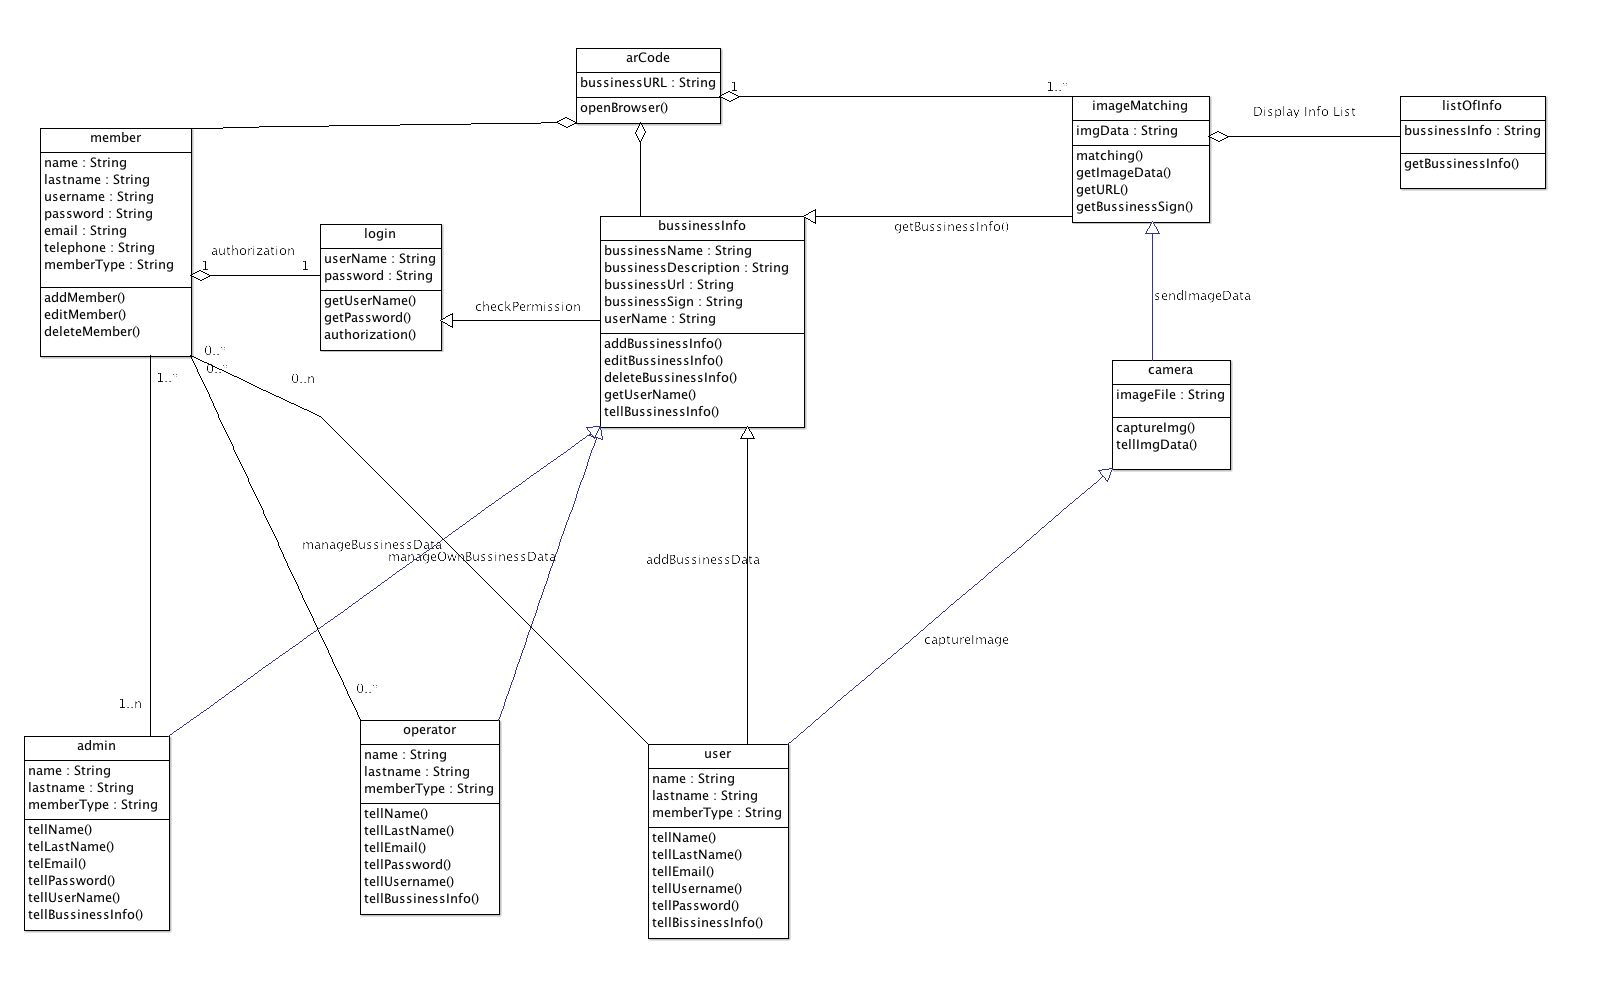 arCode
bussinessURL : String
openBrowser()
1
1..*
imageMatching
imgData : String
matching()
getImageData()
getURL()
getBussinessSign()
Display Info List
listOfInfo
bussinessInfo : String
getBussinessInfo()
member
name : String
lastname : String
username : String
password : String
email : String
telephone : String
memberType : String
addMember()
editMember()
deleteMember()
authorization
1
1
login
userName : String
password : String
getUserName()
getPassword()
authorization()
checkPermission
bussinessInfo
bussinessName : String
bussinessDescription : String
bussinessUrl : String
bussinessSign : String
userName : String
addBussinessInfo()
editBussinessInfo()
deleteBussinessInfo()
getUserName()
tellBussinessInfo()
getBussinessInfo()
sendImageData
camera
imageFile : String
captureImg()
tellImgData()
0..*
0..*
1..*
0..n
manageBussinessData
manageOwnBussinessData
addBussinessData
captureImage
1..n
0..*
admin
name : String
lastname : String
memberType : String
tellName()
telLastName()
telEmail()
tellPassword()
tellUserName()
tellBussinessInfo()
operator
name : String
lastname : String
memberType : String
tellName()
tellLastName()
tellEmail()
tellPassword()
tellUsername()
tellBussinessInfo()
user
name : String
lastname : String
memberType : String
tellName()
tellLastName()
tellEmail()
tellUsername()
tellPassword()
tellBissinessInfo()